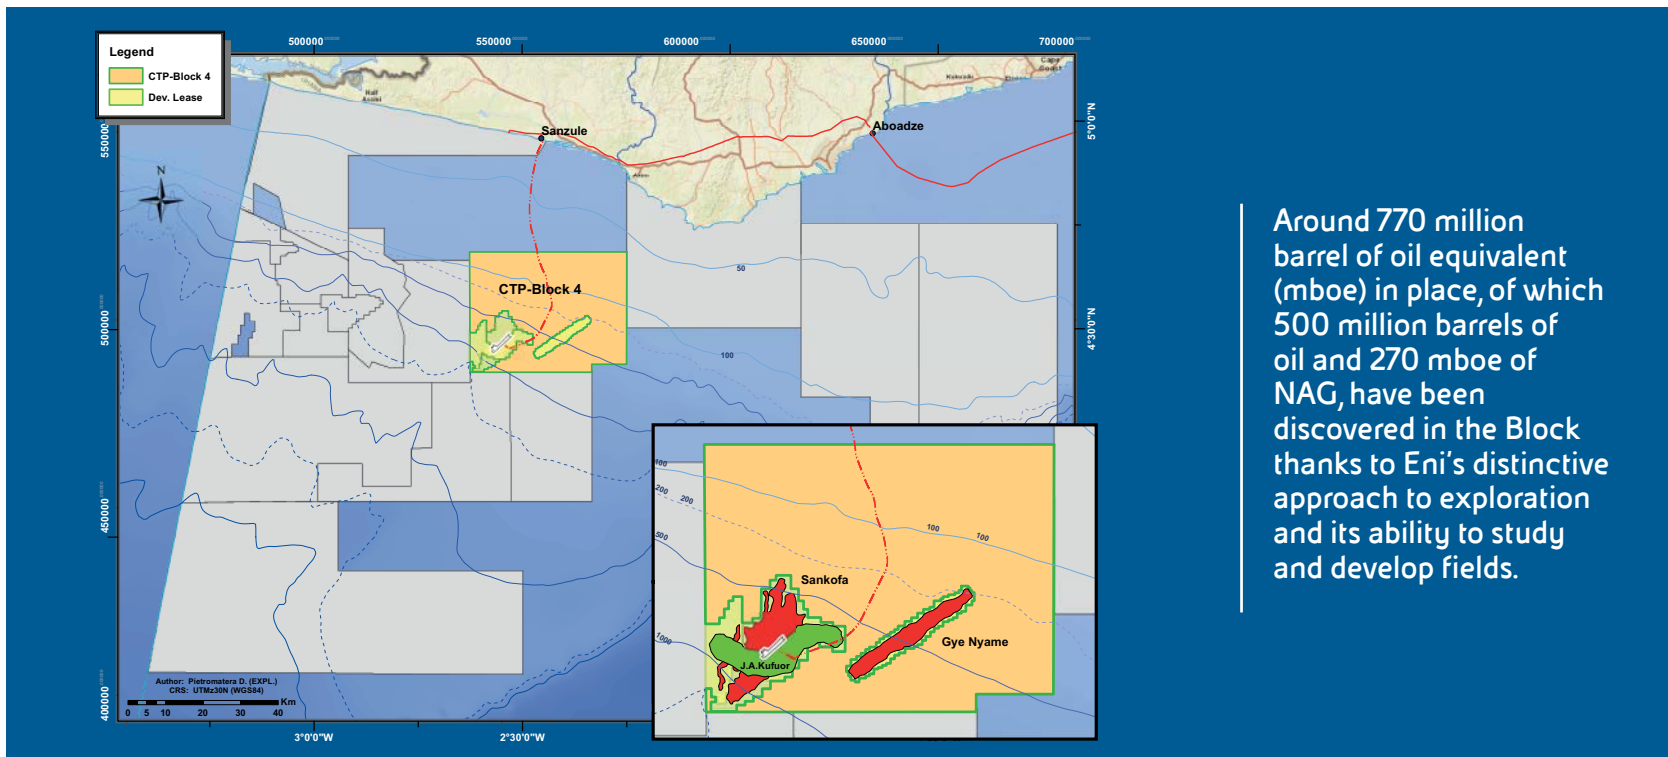 Legend
CTP-Block 4
Dev. Lease
500000
550000
600000
650000
700000
Half
Assini
Cape
Coast
Sanzule
Aboadze
Axim
550000
500000
450000
400000
5°0'0"N
4°30'0"N
N
50
CTP-Block 4
100
100
200
200
500
1000
100
100
Sankofa
Gye Nyame
J.A.Kufuor
Author: Pietromatera D. (EXPL.)
CRS: UTMz30N (WGS84)
Km
0 5 10 20 30 40
3°0'0"W
2°30'0"W
Around 770 million
barrel of oil equivalent
(mboe) in place, of which
500 million barrels of
oil and 270 mboe of
NAG, have been
discovered in the Block
thanks to Eni's distinctive
approach to exploration
and its ability to study
and develop fields.